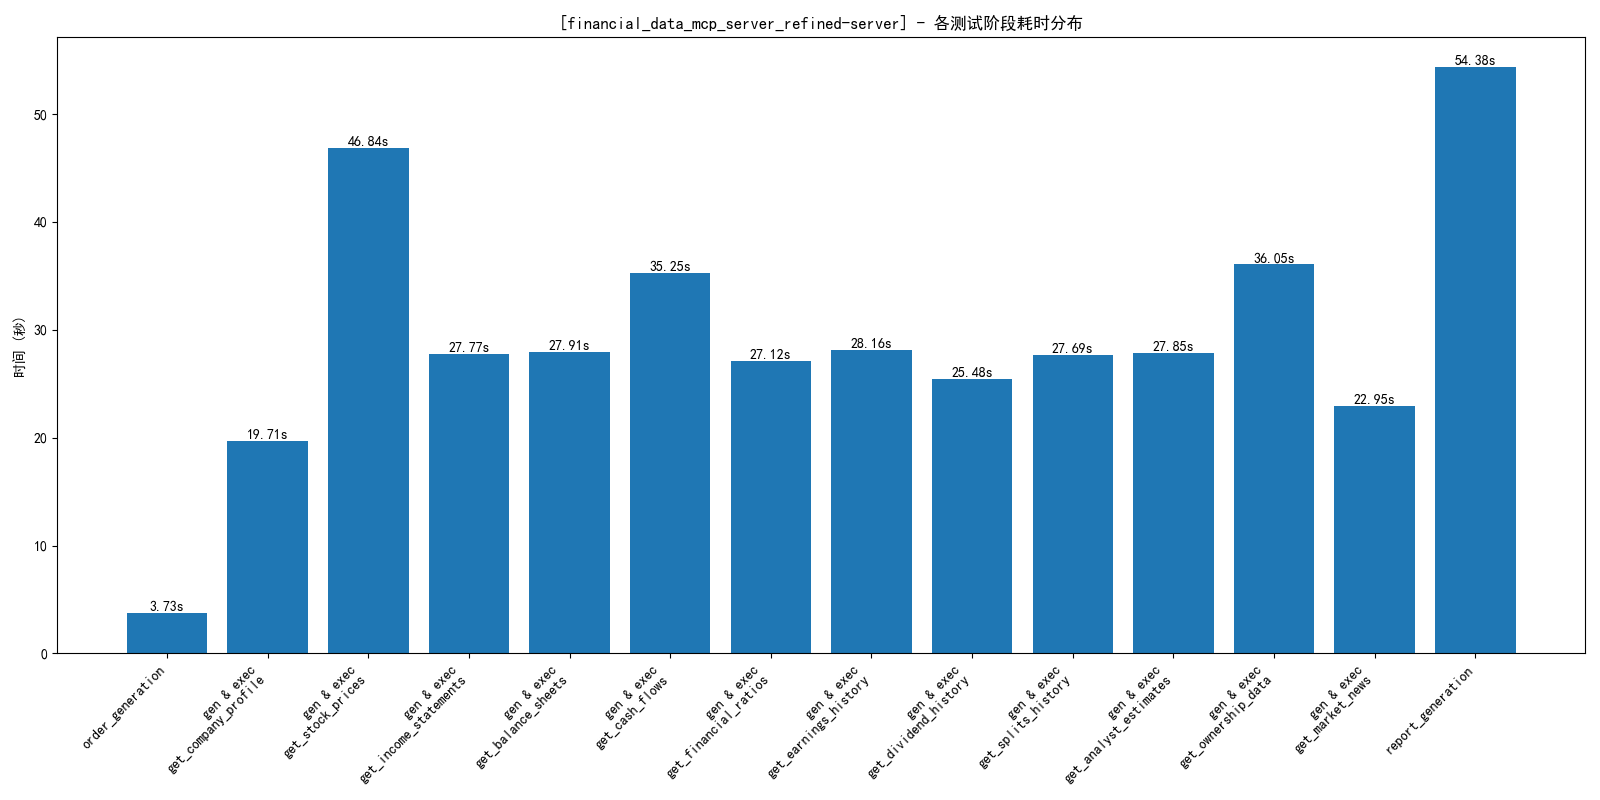 [financial_data_mcp_server_refined-server] - 各测试阶段耗时分布
时间 (秒)
50
40
30
20
10
0
3.73s
19.71s
46.84s
27.77s
27.91s
35.25s
27.12s
28.16s
25.48s
27.69s
27.85s
36.05s
22.95s
54.38s
order_generation
gen & exec
get_company_profile
gen & exec
get_stock_prices
gen & exec
get_income_statements
gen & exec
get_balance_sheets
gen & exec
get_cash_flows
gen & exec
get_financial_ratios
gen & exec
get_earnings_history
gen & exec
get_dividend_history
gen & exec
get_splits_history
gen & exec
get_analyst_estimates
gen & exec
get_ownership_data
gen & exec
get_market_news
report_generation